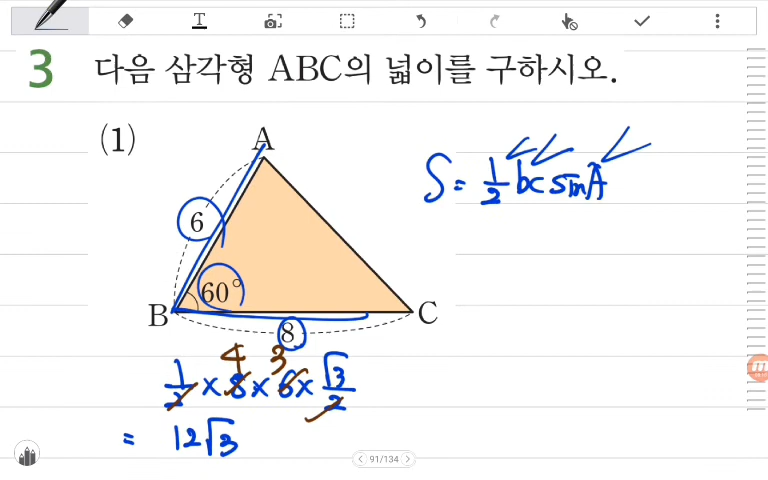 T
3 다음 삼각형 ABC의 넓이를 구하시오.
(1)
A
S = 1/2 bc sin A
6
60°
B
C
8
4 3
1/2 × 8 × 6 × √3/2
= 12√3
91/134